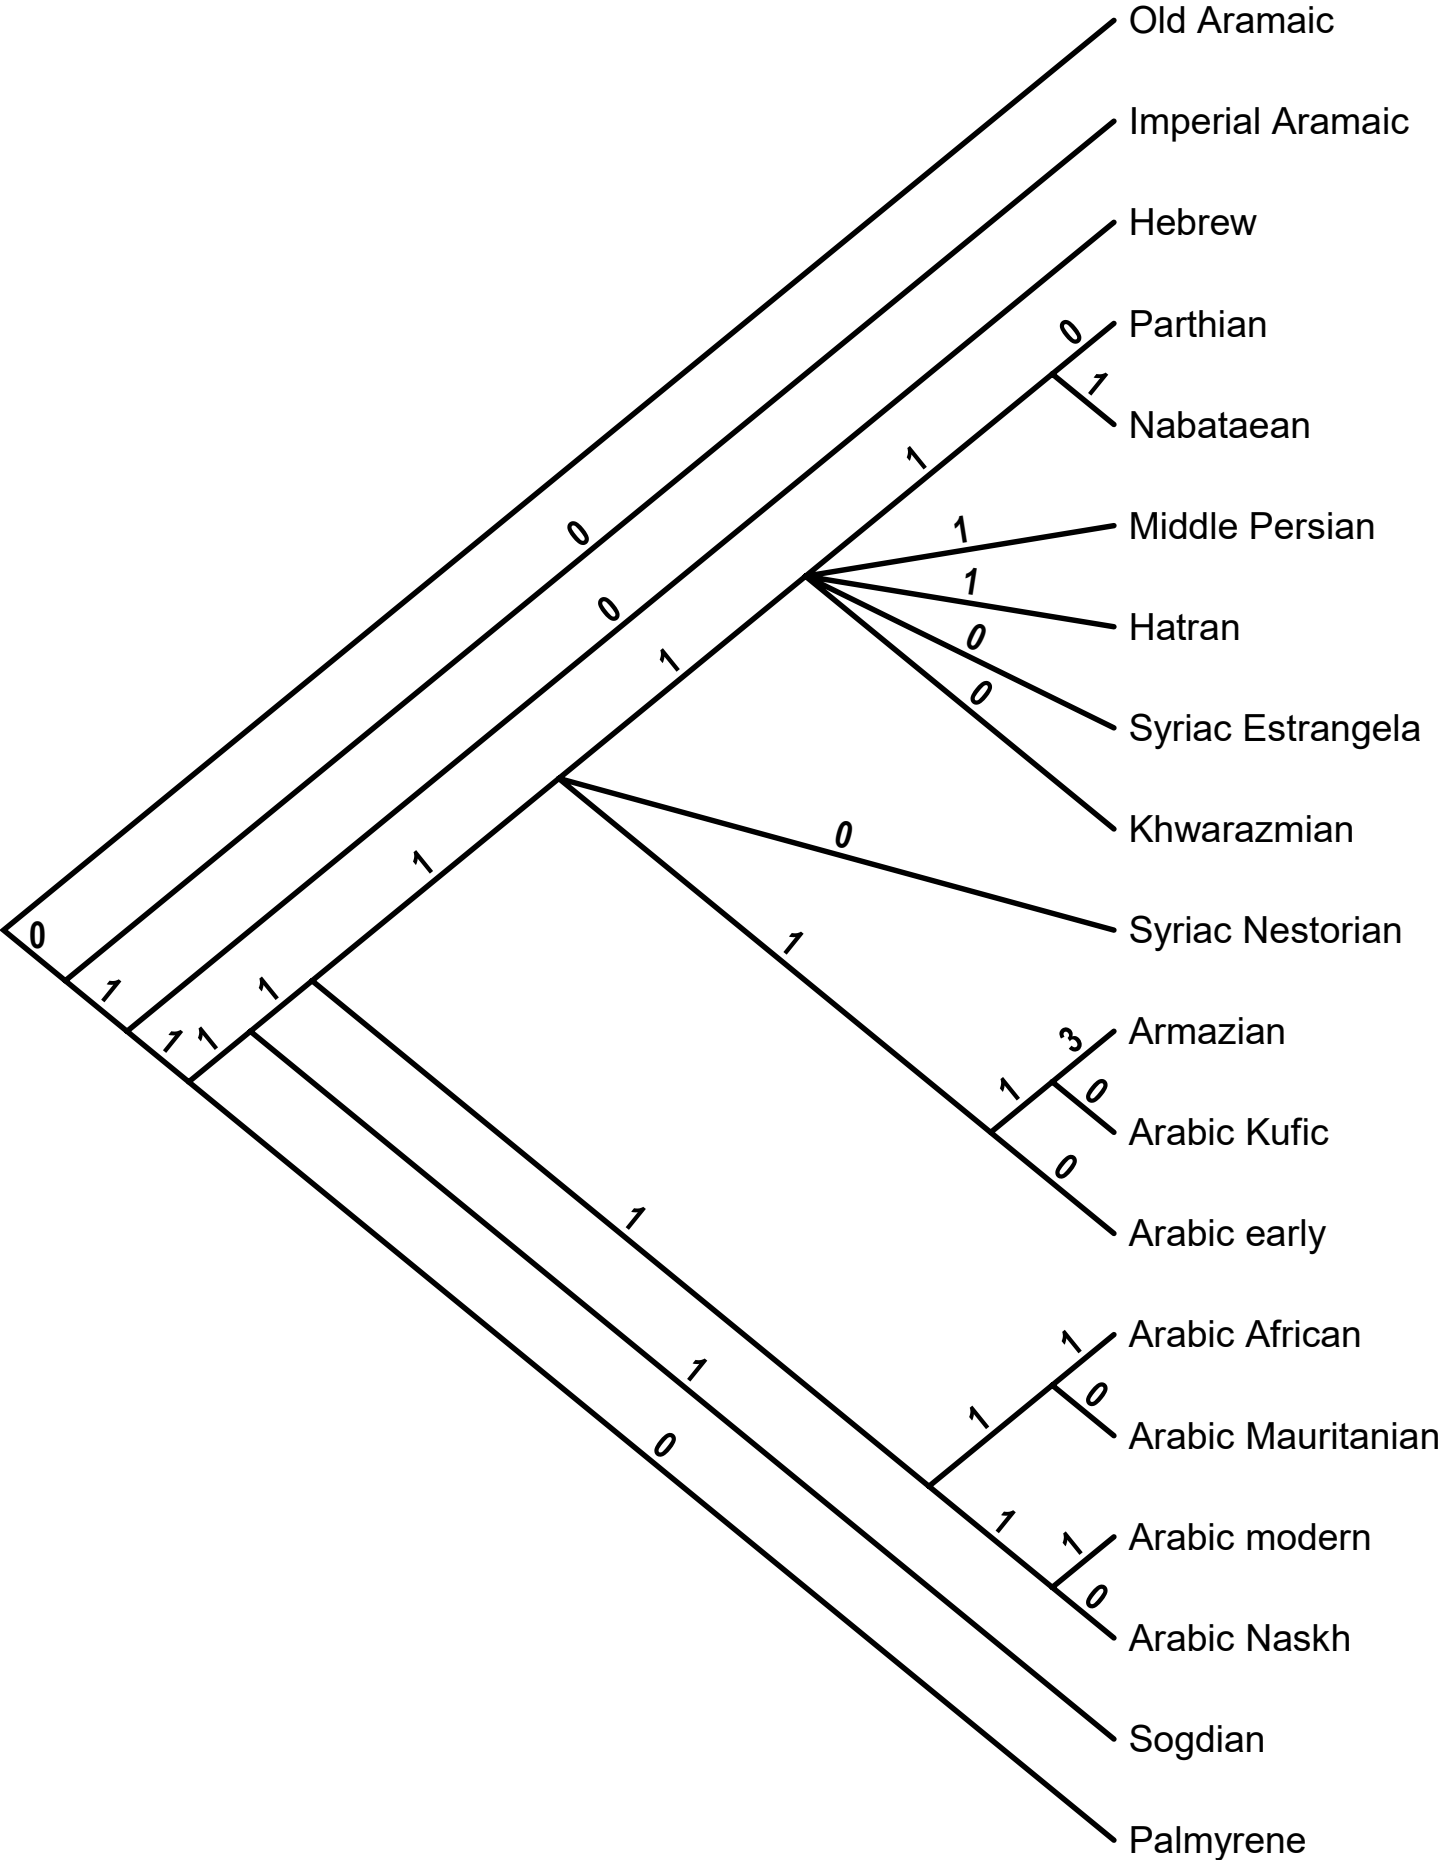 Old Aramaic
Imperial Aramaic
Hebrew
0
Parthian
1
Nabataean
1
1
Middle Persian
0
1
Hatran
0
0
1
0
Syriac Estrangela
Khwarazmian
0
1
0
Syriac Nestorian
1
1
1
1
1
3
Armazian
1
0
Arabic Kufic
0
Arabic early
1
1
Arabic African
1
0
1
Arabic Mauritanian
0
1
1
Arabic modern
0
Arabic Naskh
Sogdian
Palmyrene